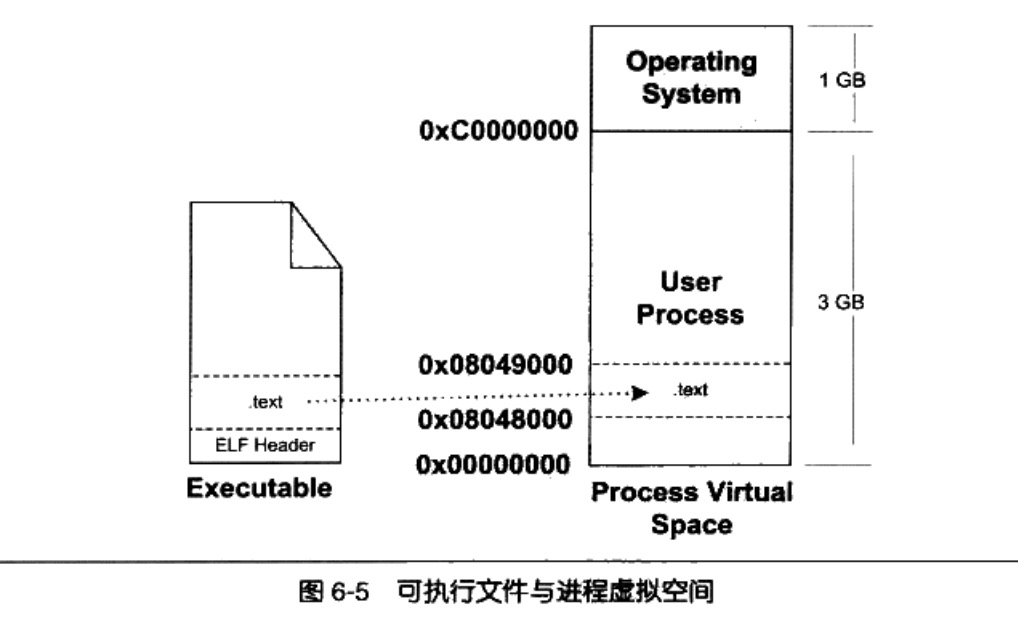 Operating
System
1 GB
0xC0000000
User
Process
3 GB
0x08049000
.text
.text
0x08048000
ELF Header
0x00000000
Executable
Process Virtual
Space
图 6-5 可执行文件与进程虚拟空间